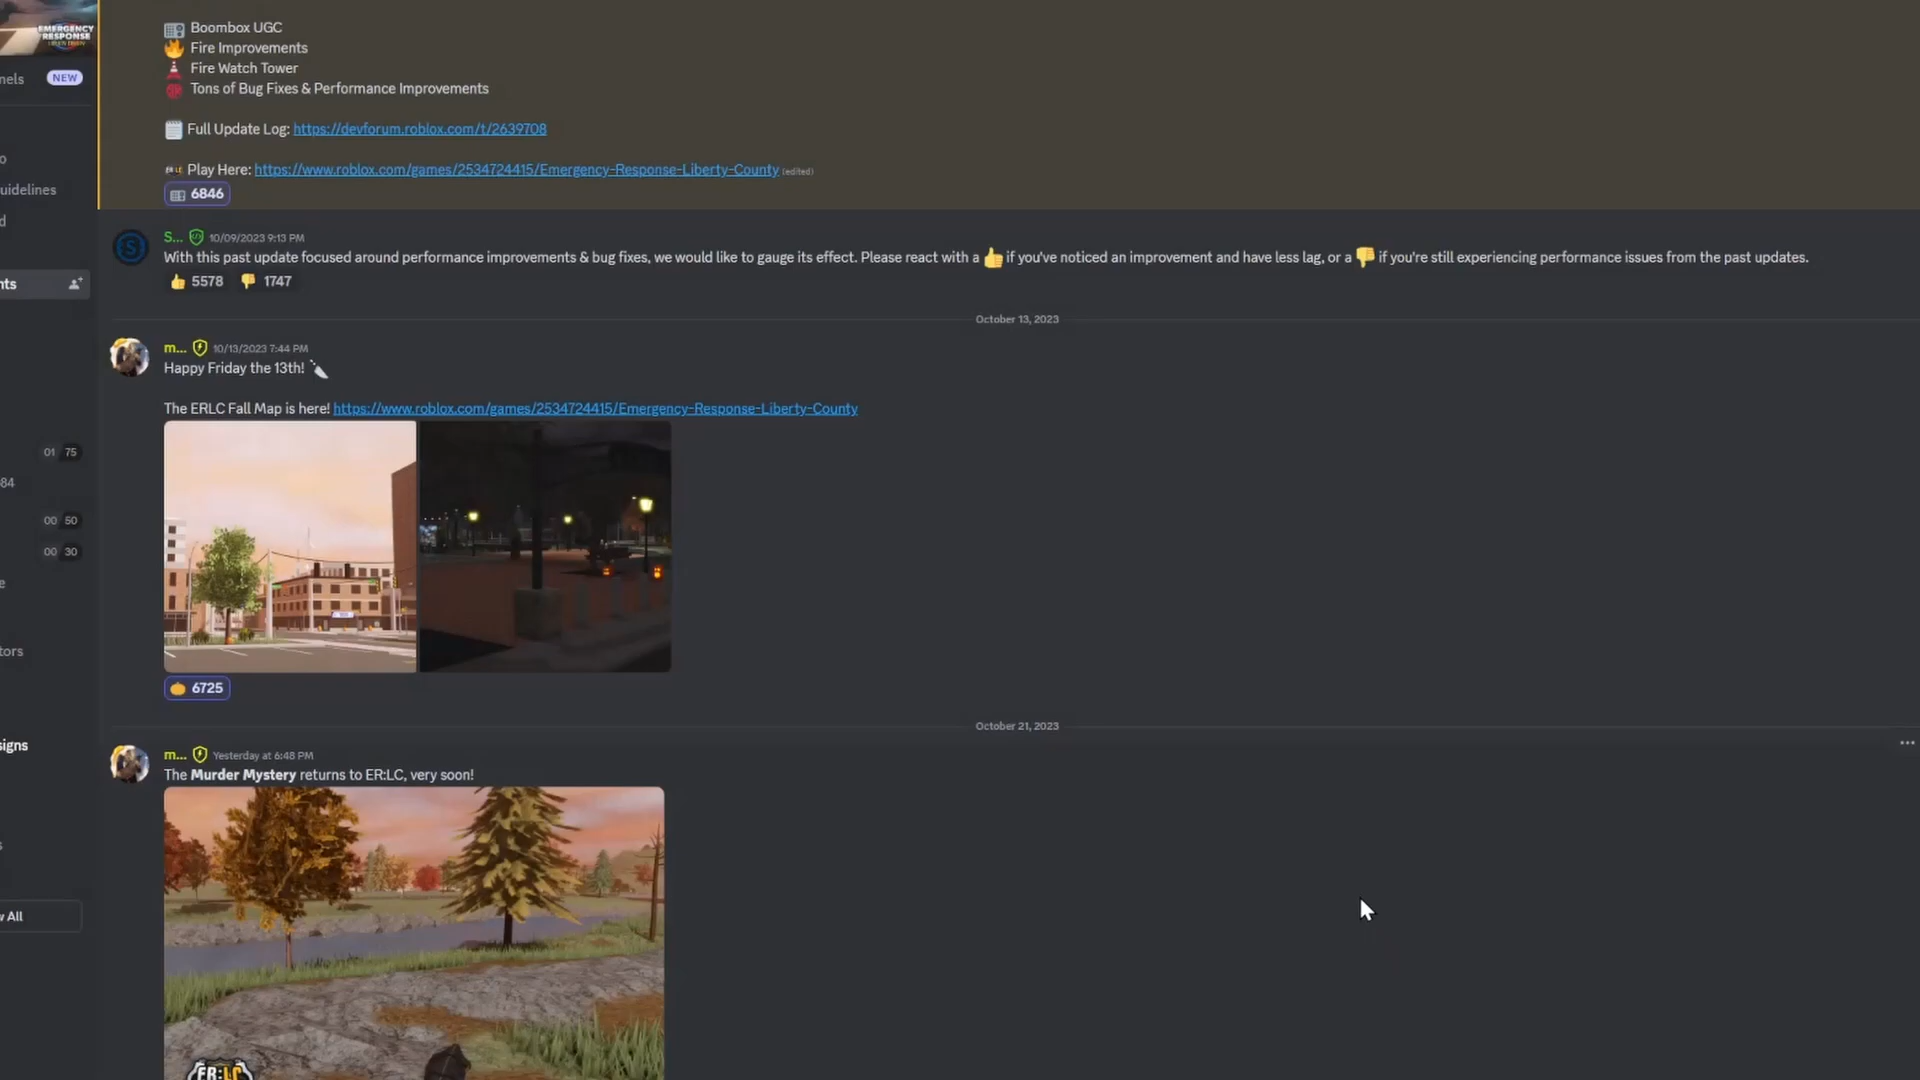 EMERGENCY
RESPONSE
Boombox UGC
Fire Improvements
Fire Watch Tower
Tons of Bug Fixes & Performance Improvements
Full Update Log: https://devforum.roblox.com/t/2639708
Play Here: https://www.roblox.com/games/2534724415/Emergency-Response-Liberty-County (edited)
6846
nels
NEW
o
uidelines
d
nts
01 75
84
00 50
00 30
e
tors
signs
s
w All
S... 10/09/2023 9:13 PM
With this past update focused around performance improvements & bug fixes, we would like to gauge its effect. Please react with a 👍 if you've noticed an improvement and have less lag, or a 👎 if you're still experiencing performance issues from the past updates.
5578 1747
October 13, 2023
m... 10/13/2023 7:44 PM
Happy Friday the 13th!
The ERLC Fall Map is here! https://www.roblox.com/games/2534724415/Emergency-Response-Liberty-County
6725
October 21, 2023
m... Yesterday at 6:48 PM
The Murder Mystery returns to ER:LC, very soon!
ER:LC